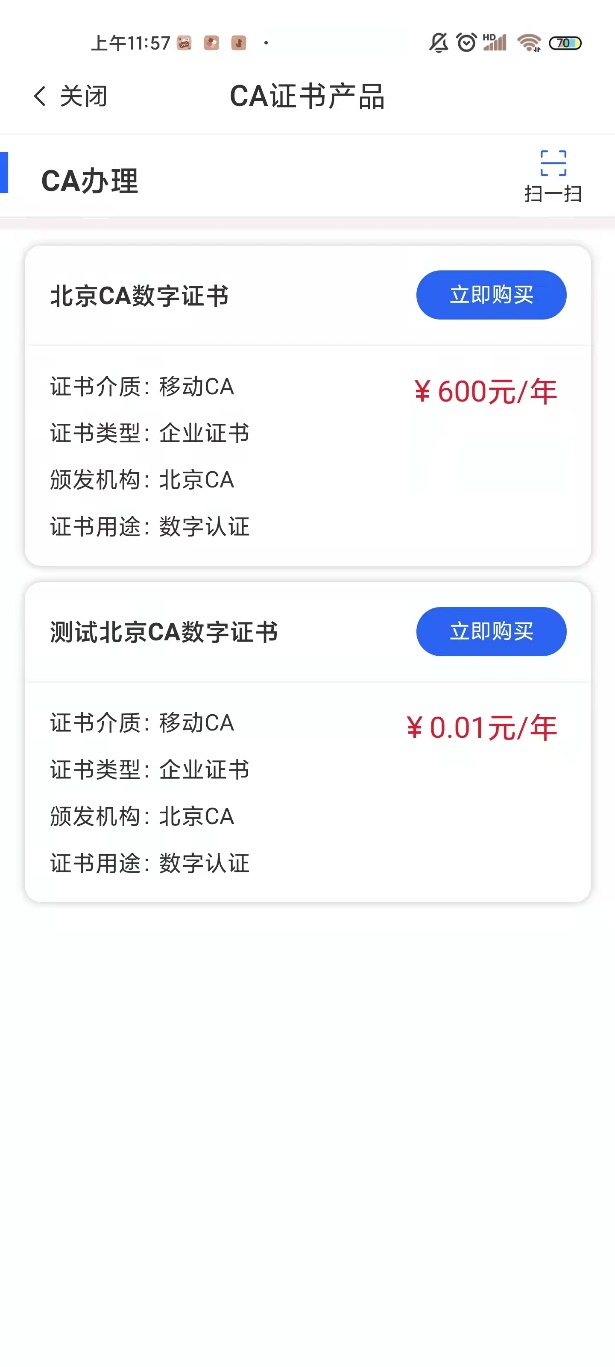 上午11:57
HD
70
关闭
CA证书产品
CA办理
扫一扫
北京CA数字证书
立即购买
证书介质：移动CA
￥600元/年
证书类型：企业证书
颁发机构：北京CA
证书用途：数字认证
测试北京CA数字证书
立即购买
证书介质：移动CA
￥0.01元/年
证书类型：企业证书
颁发机构：北京CA
证书用途：数字认证